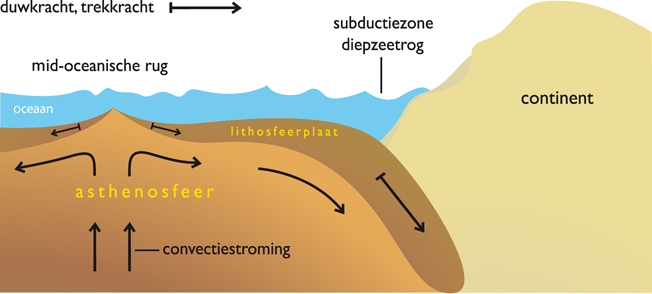 duwkracht, trekkracht
subductiezone
diepzeetrog
mid-oceanische rug
continent
oceaan
lithosfeerplaat
asthenosfeer
convectiestroming